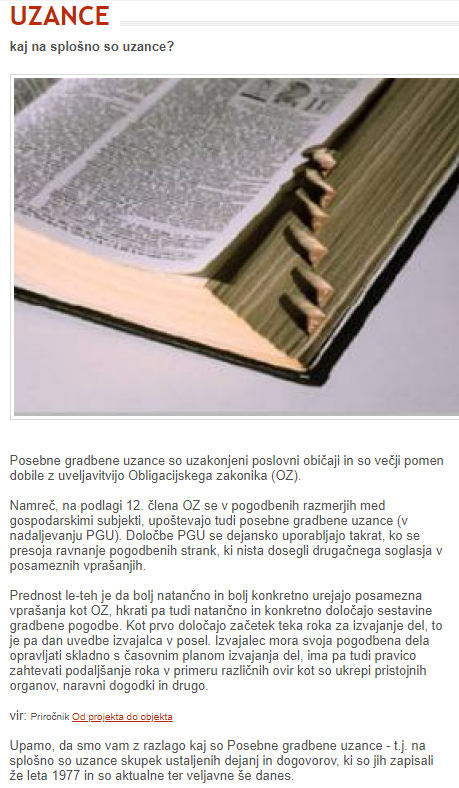 UZANCE
kaj na splošno so uzance?
Posebne gradbene uzance so uzakonjeni poslovni običaji in so večji pomen
dobile z uveljavitvijo Obligacijskega zakonika (OZ).
Namreč, na podlagi 12. člena OZ se v pogodbenih razmerjih med
gospodarskimi subjekti, upoštevajo tudi posebne gradbene uzance (v
nadaljevanju PGU). Določbe PGU se dejansko uporabljajo takrat, ko se
presoja ravnanje pogodbenih strank, ki nista dosegli drugačnega soglasja v
posameznih vprašanjih.
Prednost le-teh je da bolj natančno in bolj konkretno urejajo posamezna
vprašanja kot OZ, hkrati pa tudi natančno in konkretno določajo sestavine
gradbene pogodbe. Kot prvo določajo začetek teka roka za izvajanje del, to
je pa dan uvedbe izvajalca v posel. Izvajalec mora svoja pogodbena dela
opravljati skladno s časovnim planom izvajanja del, ima pa tudi pravico
zahtevati podaljšanje roka v primeru različnih ovir kot so ukrepi pristojnih
organov, naravni dogodki in drugo.
vir: Priročnik Od projekta do objekta
Upamo, da smo vam z razlago kaj so Posebne gradbene uzance - t.j. na
splošno so uzance skupek ustaljenih dejanj in dogovorov, ki so jih zapisali
že leta 1977 in so aktualne ter veljavne še danes.